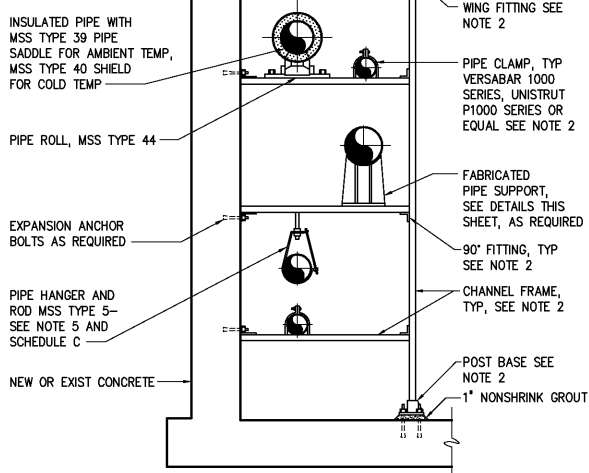 INSULATED PIPE WITH
MSS TYPE 39 PIPE
SADDLE FOR AMBIENT TEMP,
MSS TYPE 40 SHIELD
FOR COLD TEMP
PIPE ROLL, MSS TYPE 44
EXPANSION ANCHOR
BOLTS AS REQUIRED
PIPE HANGER AND
ROD MSS TYPE 5-
SEE NOTE 5 AND
SCHEDULE C
NEW OR EXIST CONCRETE
WING FITTING SEE
NOTE 2
PIPE CLAMP, TYP
VERSABAR 1000
SERIES, UNISTRUT
P1000 SERIES OR
EQUAL SEE NOTE 2
FABRICATED
PIPE SUPPORT,
SEE DETAILS THIS
SHEET, AS REQUIRED
90° FITTING, TYP
SEE NOTE 2
CHANNEL FRAME,
TYP, SEE NOTE 2
POST BASE SEE
NOTE 2
1" NONSHRINK GROUT